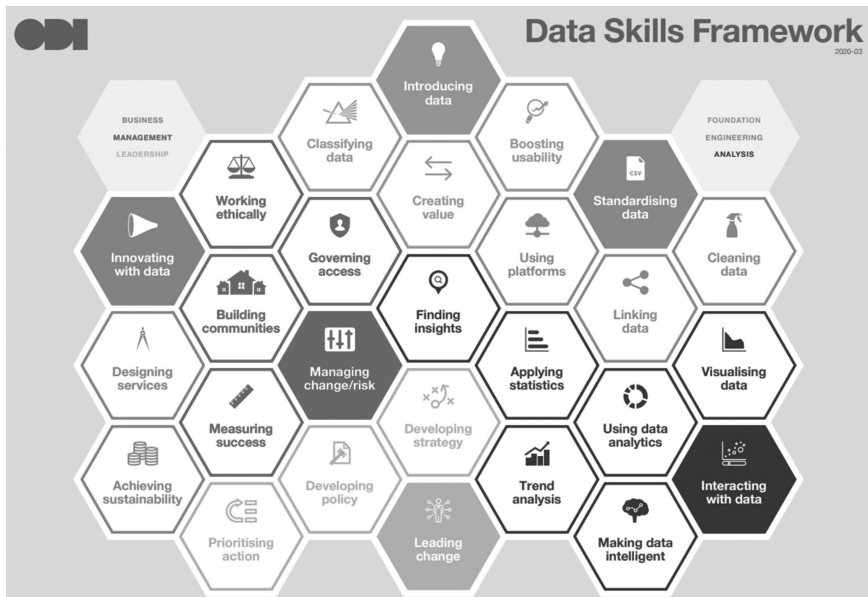 ODI
Data Skills Framework
2020-03
BUSINESS
MANAGEMENT
LEADERSHIP
FOUNDATION
ENGINEERING
ANALYSIS
Introducing
data
Classifying
data
Boosting
usability
Working
ethically
Creating
value
CSV
Standardising
data
Innovating
with data
Governing
access
Using
platforms
Cleaning
data
Building
communities
Finding
insights
Linking
data
Designing
services
Managing
change/risk
Applying
statistics
Visualising
data
Measuring
success
Developing
strategy
Using data
analytics
Achieving
sustainability
Developing
policy
Trend
analysis
Interacting
with data
Prioritising
action
Leading
change
Making data
intelligent